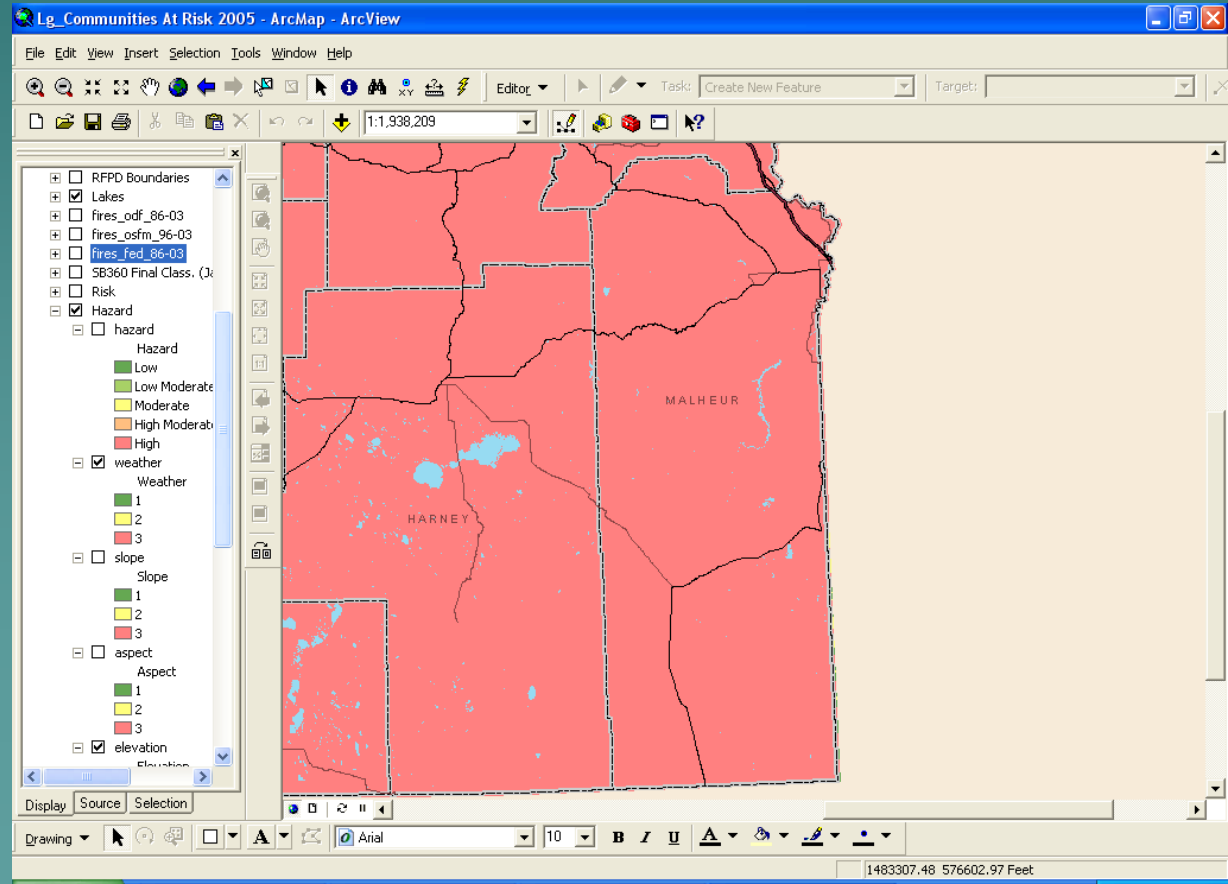 Lg_Communities At Risk 2005 - ArcMap - ArcView
File Edit View Insert Selection Tools Window Help
Editor Task: Create New Feature Target:
1:1,938,209
RFPD Boundaries
Lakes
fires_odf_86-03
fires_osfm_96-03
fires_fed_86-03
SB360 Final Class. (Ja
Risk
Hazard
hazard
Hazard
Low
Low Moderate
Moderate
High Moderat
High
weather
Weather
1
2
3
slope
Slope
1
2
3
aspect
Aspect
1
2
3
elevation
Elevation
MALHEUR
HARNEY
Display Source Selection
Drawing A Arial 10 B I U A
1483307.48 576602.97 Feet